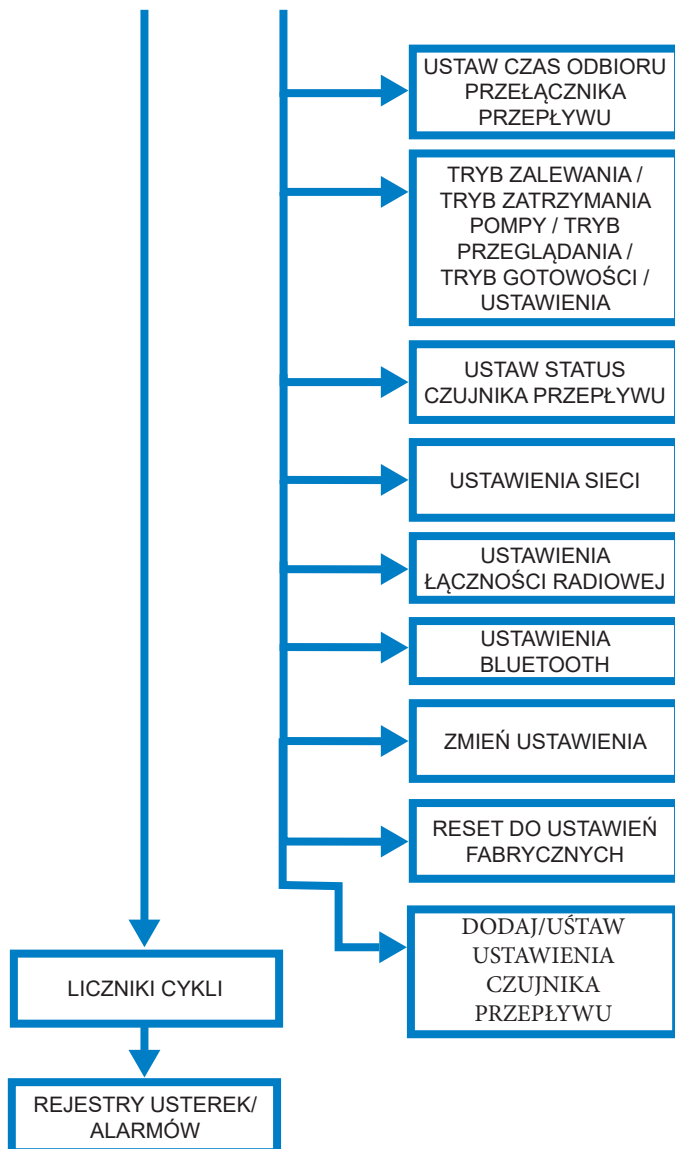 USTAW CZAS ODBIORU
PRZEŁĄCZNIKA
PRZEPŁYWU
TRYB ZALEWANIA /
TRYB ZATRZYMANIA
POMPY / TRYB
PRZEGLĄDANIA /
TRYB GOTOWOŚCI /
USTAWIENIA
USTAW STATUS
CZUJNIKA PRZEPŁYWU
USTAWIENIA SIECI
USTAWIENIA
ŁĄCZNOŚCI RADIOWEJ
USTAWIENIA
BLUETOOTH
ZMIEŃ USTAWIENIA
RESET DO USTAWIEŃ
FABRYCZNYCH
DODAJ/UŚTAW
USTAWIENIA
CZUJNIKA
PRZEPŁYWU
LICZNIKI CYKLI
REJESTRY USTEREK/
ALARMÓW